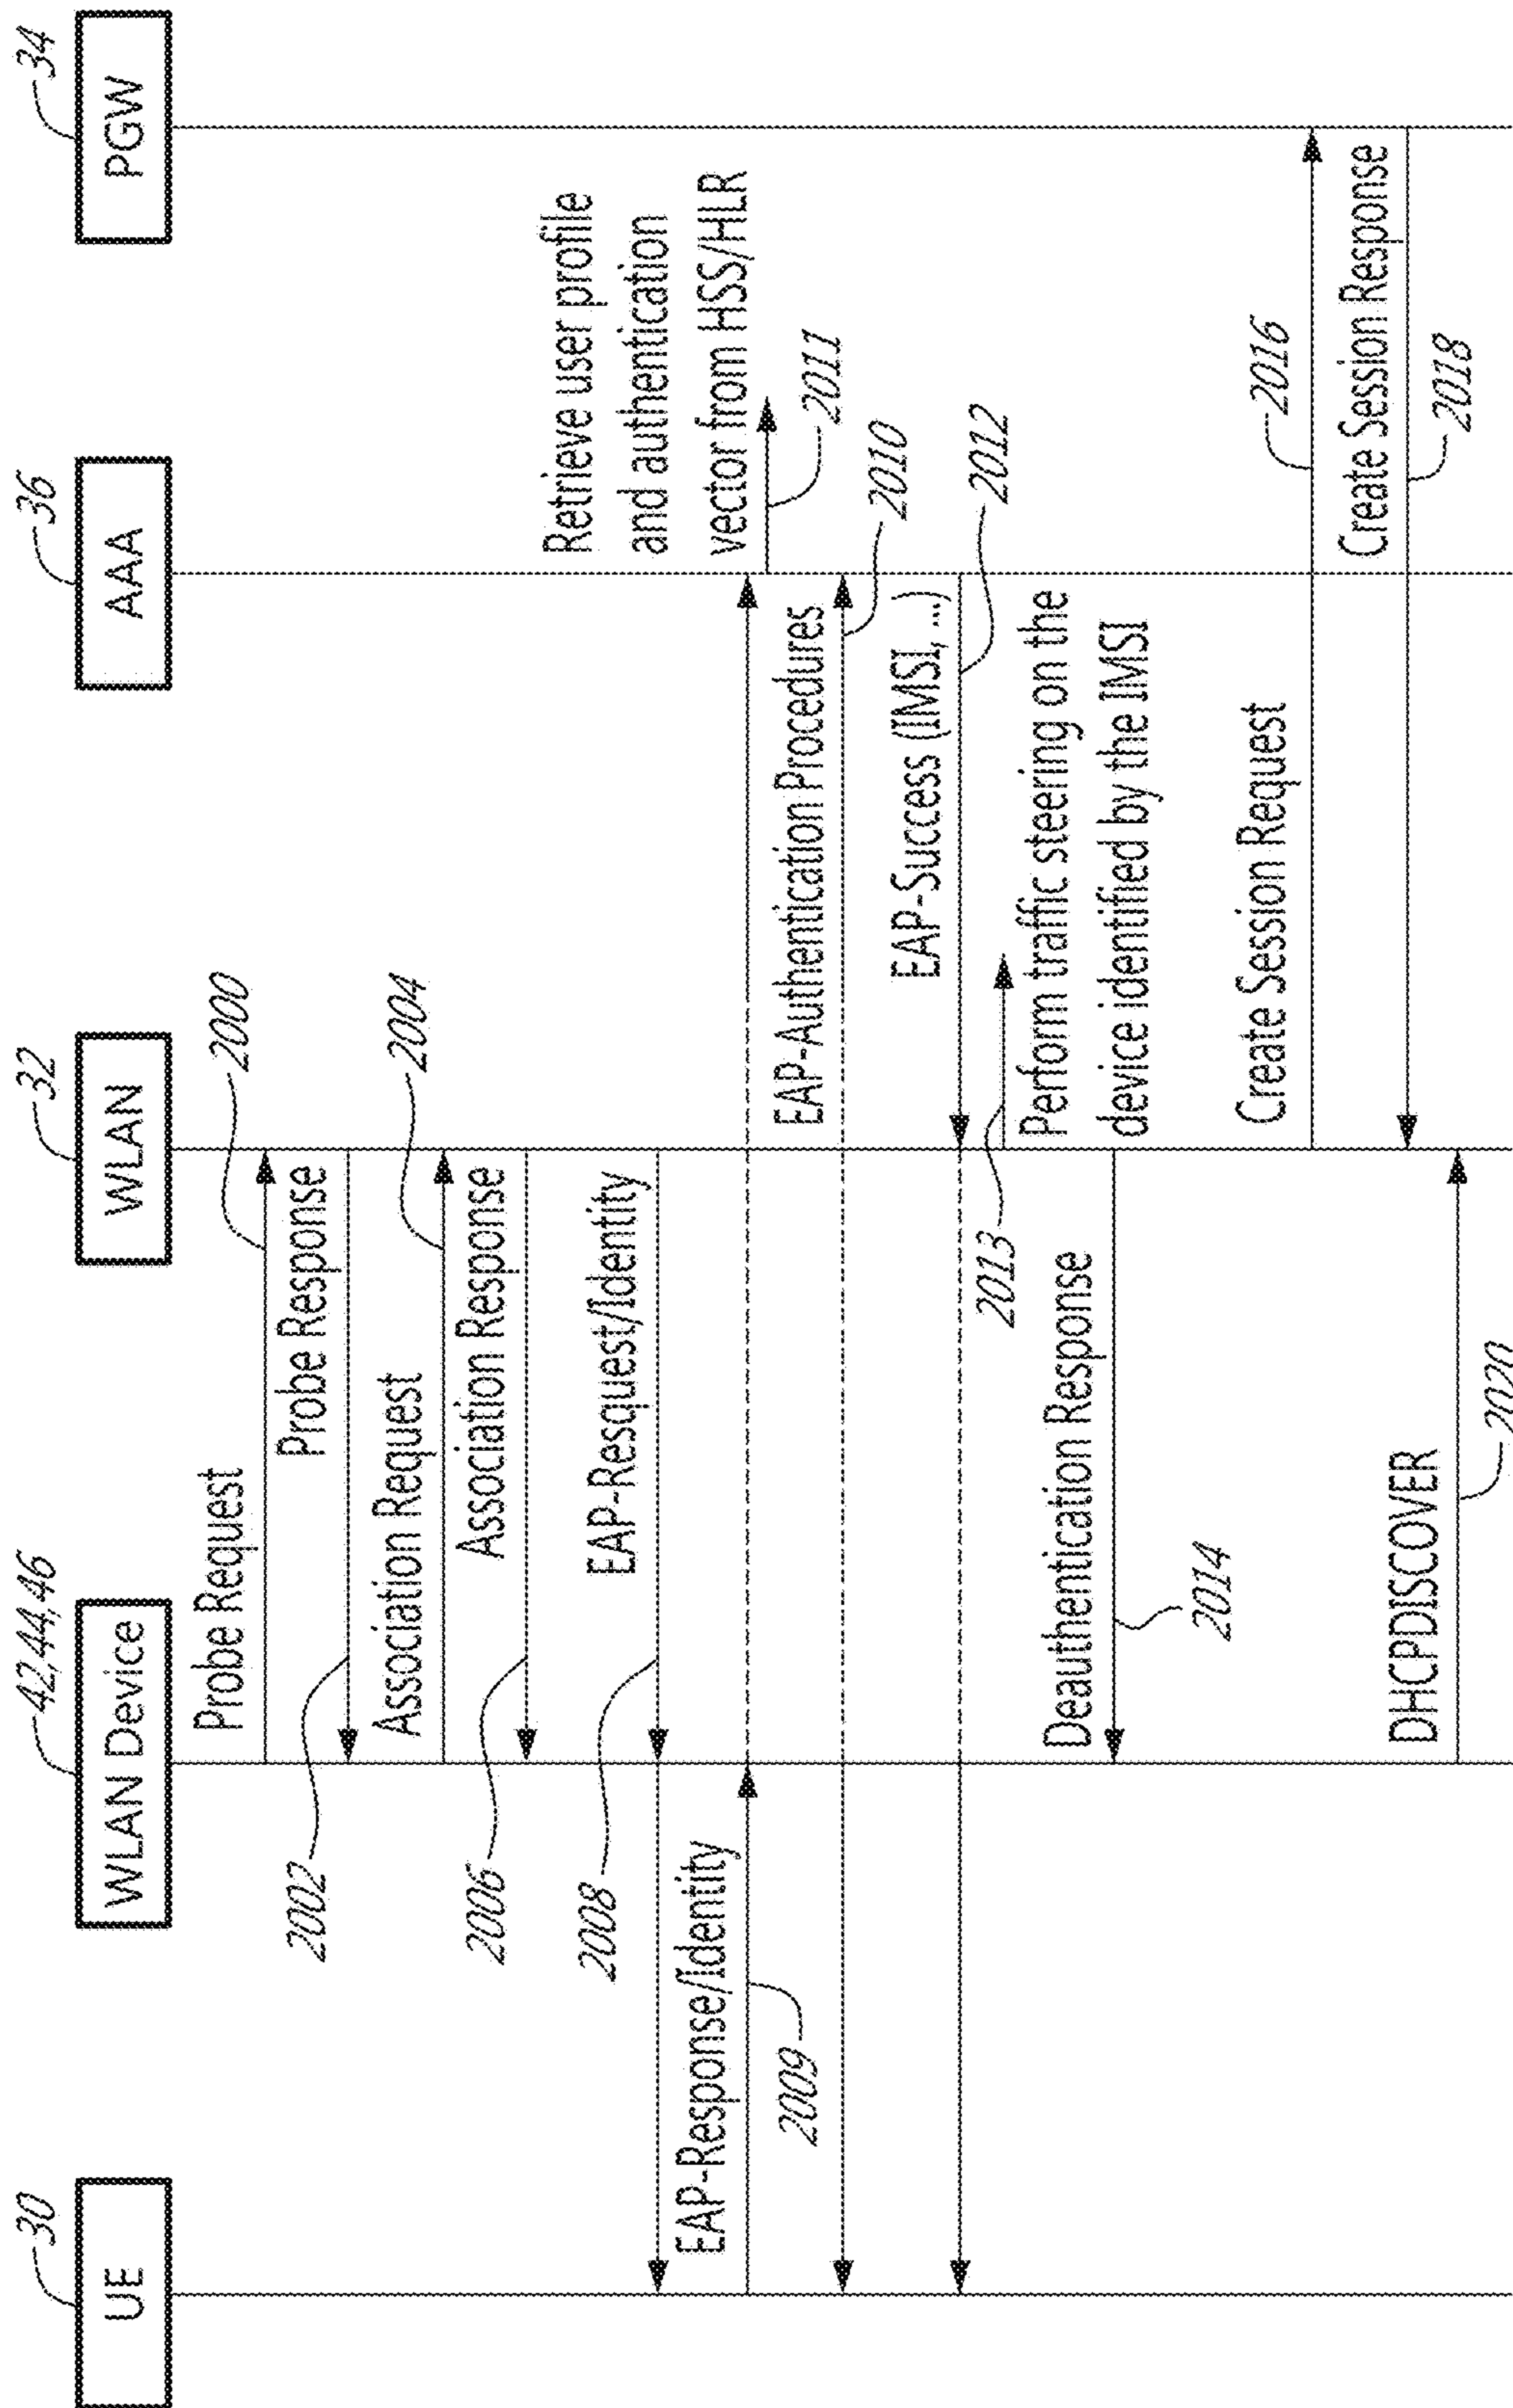 30
UE
42,44,46
WLAN Device
32
WLAN
36
AAA
34
PGW
Probe Request
2000
Probe Response
2002
Association Request
2004
Association Response
2006
EAP-Resquest/Identity
2008
EAP-Response/Identity
2009
Retrieve user profile
and authentication
vector from HSS/HLR
2011
EAP-Authentication Procedures
2010
EAP-Success (IMSI, ...)
2012
2013
Perform traffic steering on the
device identified by the IMSI
Deauthentication Response
2014
Create Session Request
2016
Create Session Response
2018
DHCPDISCOVER
2020